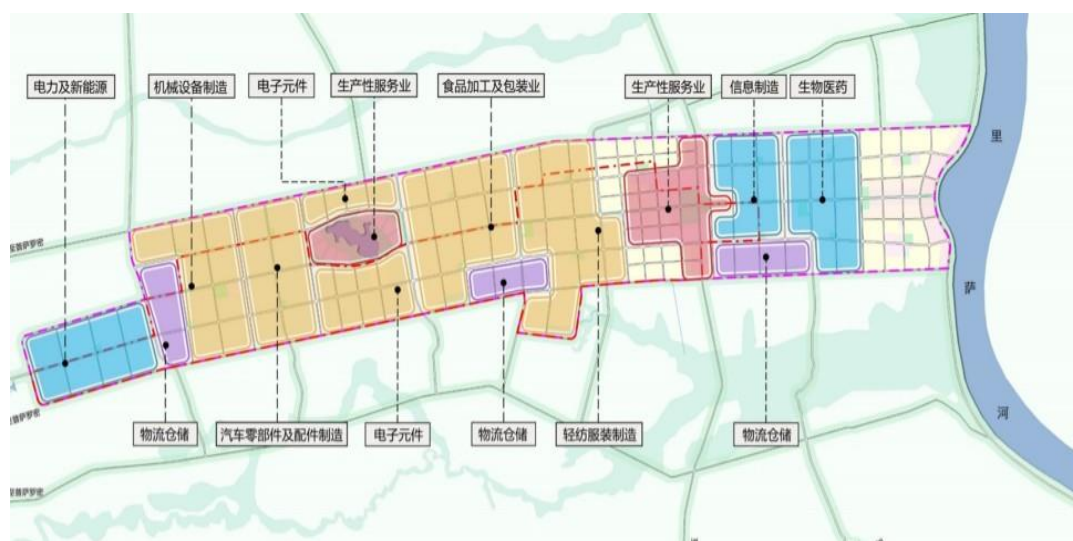 电力及新能源
机械设备制造
电子元件
生产性服务业
食品加工及包装业
生产性服务业
信息制造
生物医药
里
萨
河
物流仓储
汽车零部件及配件制造
电子元件
物流仓储
轻纺服装制造
物流仓储